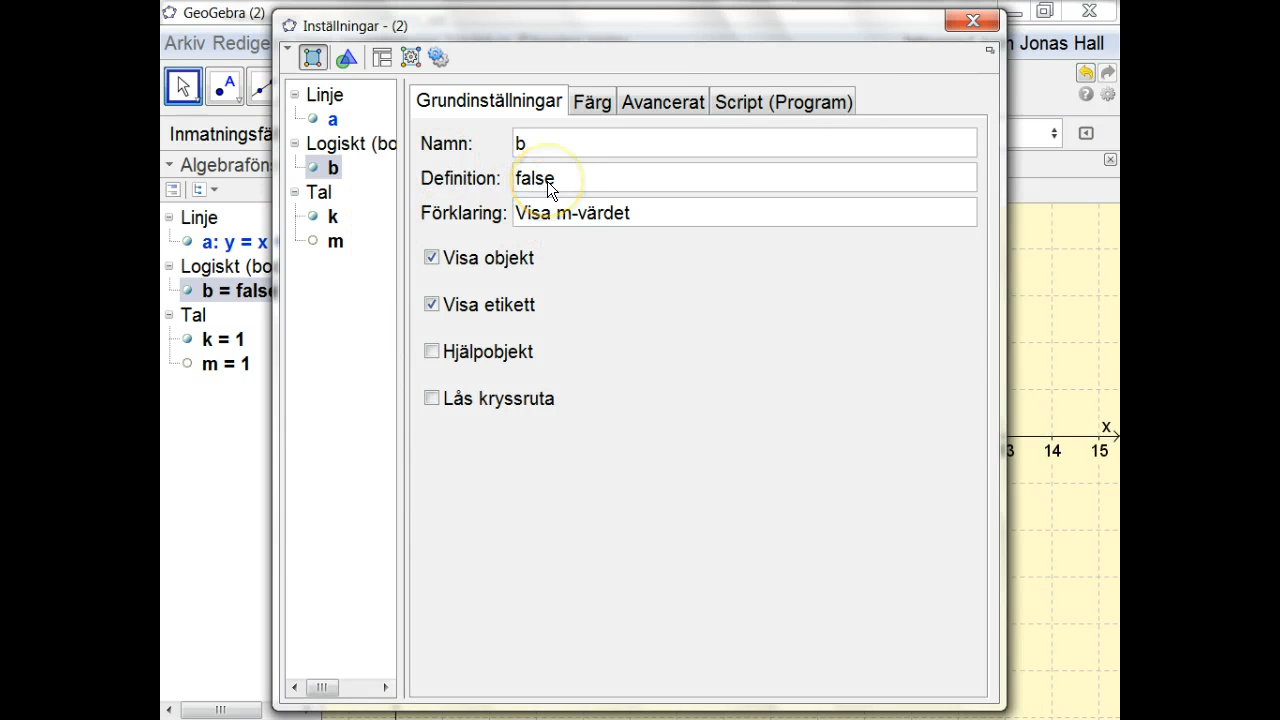 GeoGebra (2)
Inställningar - (2)
Arkiv Redige
Jonas Hall
A
Inmatningsfä
Algebrafön
Linje
a: y = x
Logiskt (bo
b = false
Tal
k = 1
m = 1
Linje
a
Logiskt (bo
b
Tal
k
m
Grundinställningar Färg Avancerat Script (Program)
Namn: b
Definition: false
Förklaring: Visa m-värdet
Visa objekt
Visa etikett
Hjälpobjekt
Lås kryssruta
x
3 14 15